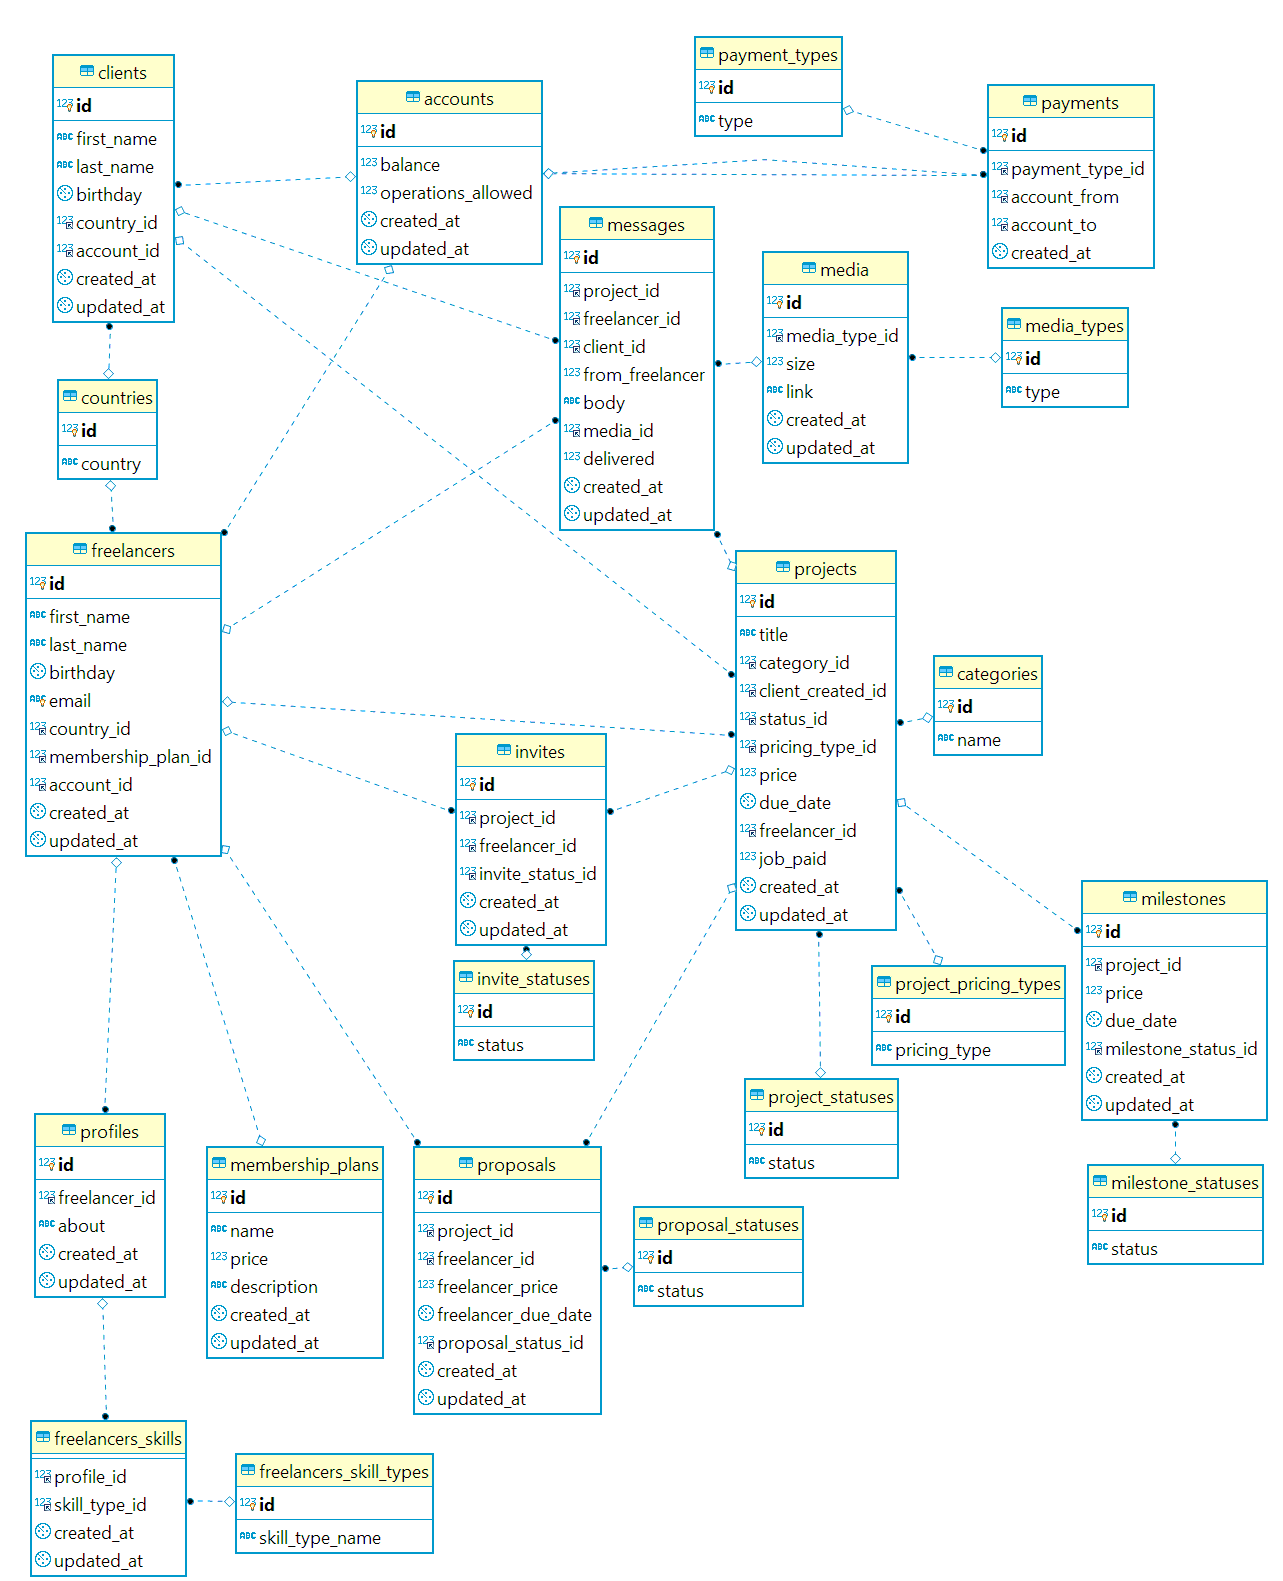 clients
id
first_name
last_name
birthday
country_id
account_id
created_at
updated_at
accounts
id
balance
operations_allowed
created_at
updated_at
payment_types
id
type
payments
id
payment_type_id
account_from
account_to
created_at
messages
id
project_id
freelancer_id
client_id
from_freelancer
body
media_id
delivered
created_at
updated_at
media
id
media_type_id
size
link
created_at
updated_at
media_types
id
type
countries
id
country
freelancers
id
first_name
last_name
birthday
email
country_id
membership_plan_id
account_id
created_at
updated_at
projects
id
title
category_id
client_created_id
status_id
pricing_type_id
price
due_date
freelancer_id
job_paid
created_at
updated_at
categories
id
name
invites
id
project_id
freelancer_id
invite_status_id
created_at
updated_at
invite_statuses
id
status
project_pricing_types
id
pricing_type
milestones
id
project_id
price
due_date
milestone_status_id
created_at
updated_at
project_statuses
id
status
milestone_statuses
id
status
profiles
id
freelancer_id
about
created_at
updated_at
membership_plans
id
name
price
description
created_at
updated_at
proposals
id
project_id
freelancer_id
freelancer_price
freelancer_due_date
proposal_status_id
created_at
updated_at
proposal_statuses
id
status
freelancers_skills
profile_id
skill_type_id
created_at
updated_at
freelancers_skill_types
id
skill_type_name